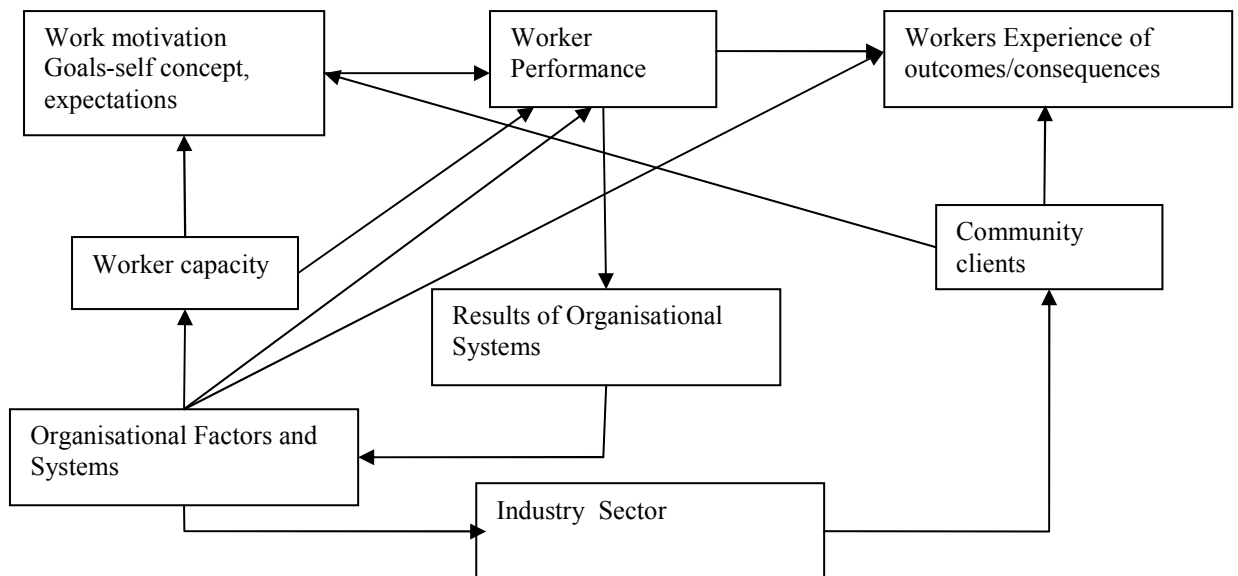 Work motivation
Goals-self concept,
expectations
Worker
Performance
Workers Experience of
outcomes/consequences
Worker capacity
Community
clients
Results of Organisational
Systems
Organisational Factors and
Systems
Industry Sector